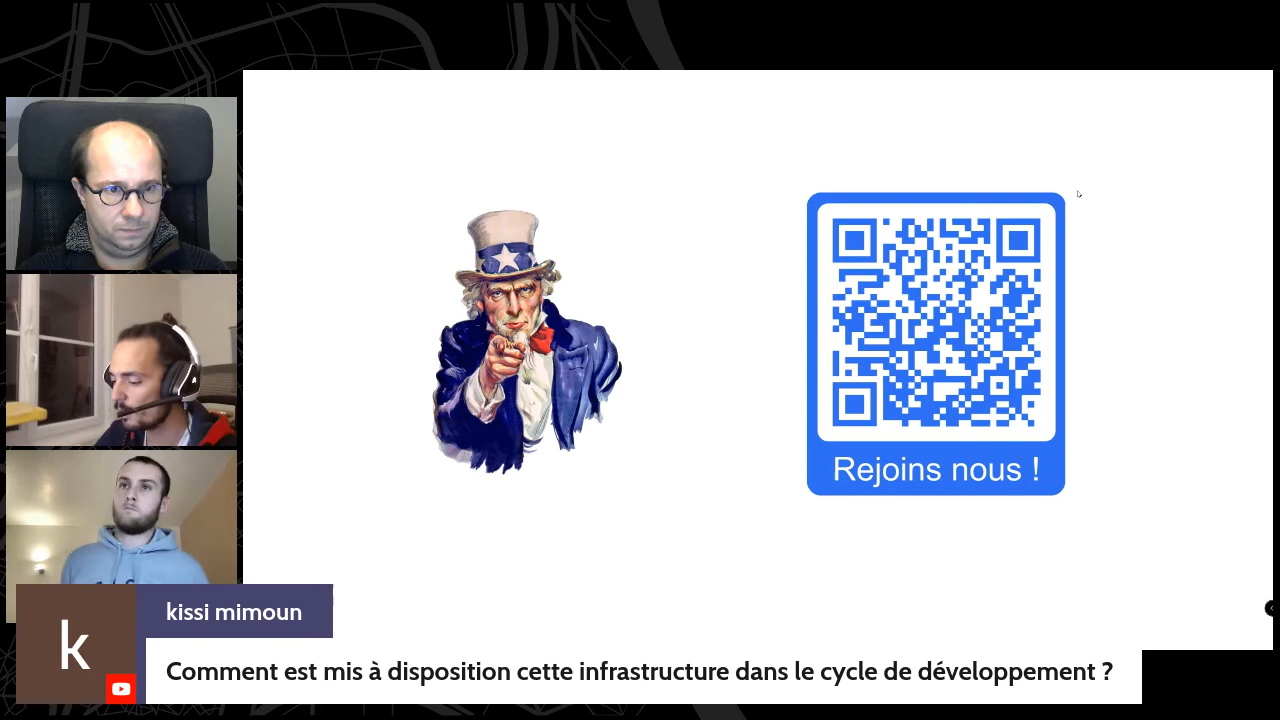 Rejoins nous !
k
kissi mimoun
Comment est mis à disposition cette infrastructure dans le cycle de développement ?